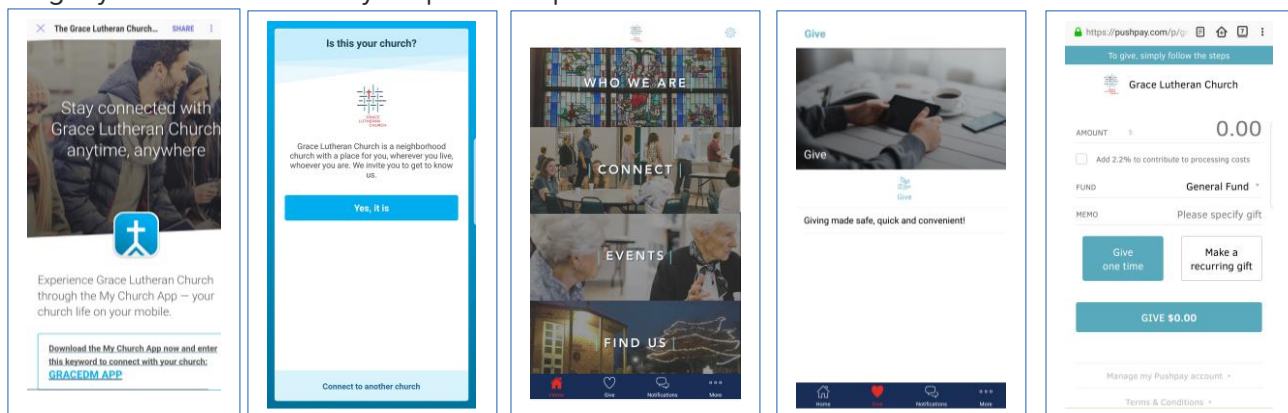 The Grace Lutheran Church... SHARE
Stay connected with
Grace Lutheran Church
anytime, anywhere
Experience Grace Lutheran Church
through the My Church App — your
church life on your mobile.
Download the My Church App now and enter
this keyword to connect with your church:
GRACEDM APP
Is this your church?
GRACE
LUTHERAN
CHURCH
Grace Lutheran Church is a neighborhood
church with a place for you, wherever you live,
whoever you are. We invite you to get to know
us.
Yes, it is
Connect to another church
WHO WE ARE
| CONNECT |
| EVENTS |
FIND US |
Home Give Notifications More
Give
Give
Give
Giving made safe, quick and convenient!
Home Give Notifications More
https://pushpay.com/p/g 7
To give, simply follow the steps
Grace Lutheran Church
AMOUNT $ 0.00
Add 2.2% to contribute to processing costs
FUND General Fund
MEMO Please specify gift
Give
one time
Make a
recurring gift
GIVE $0.00
Manage my Pushpay account
Terms & Conditions